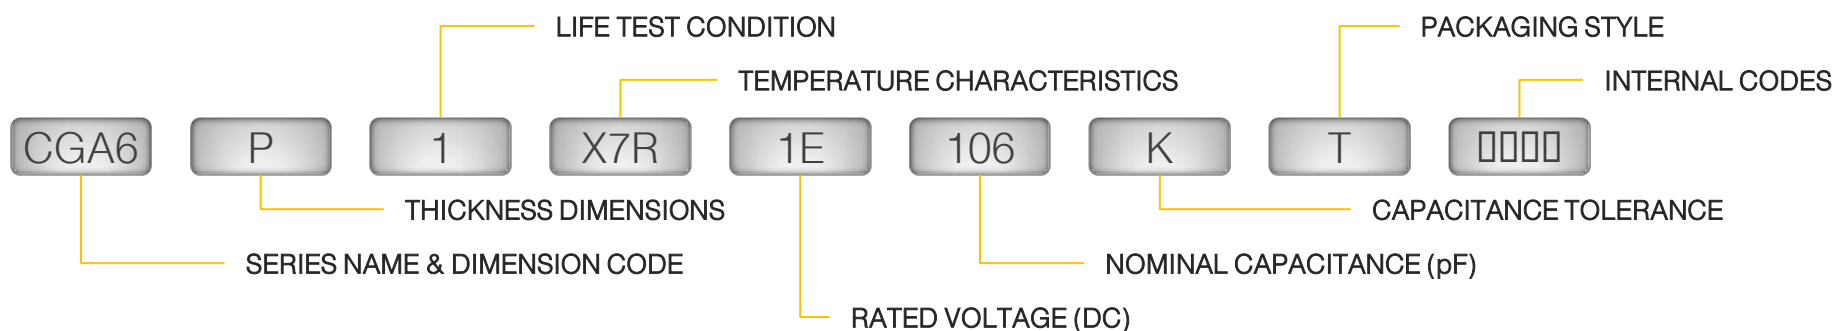 LIFE TEST CONDITION
PACKAGING STYLE
TEMPERATURE CHARACTERISTICS
INTERNAL CODES
CGA6 P 1 X7R 1E 106 K T □□□□
THICKNESS DIMENSIONS
CAPACITANCE TOLERANCE
SERIES NAME & DIMENSION CODE
NOMINAL CAPACITANCE (pF)
RATED VOLTAGE (DC)